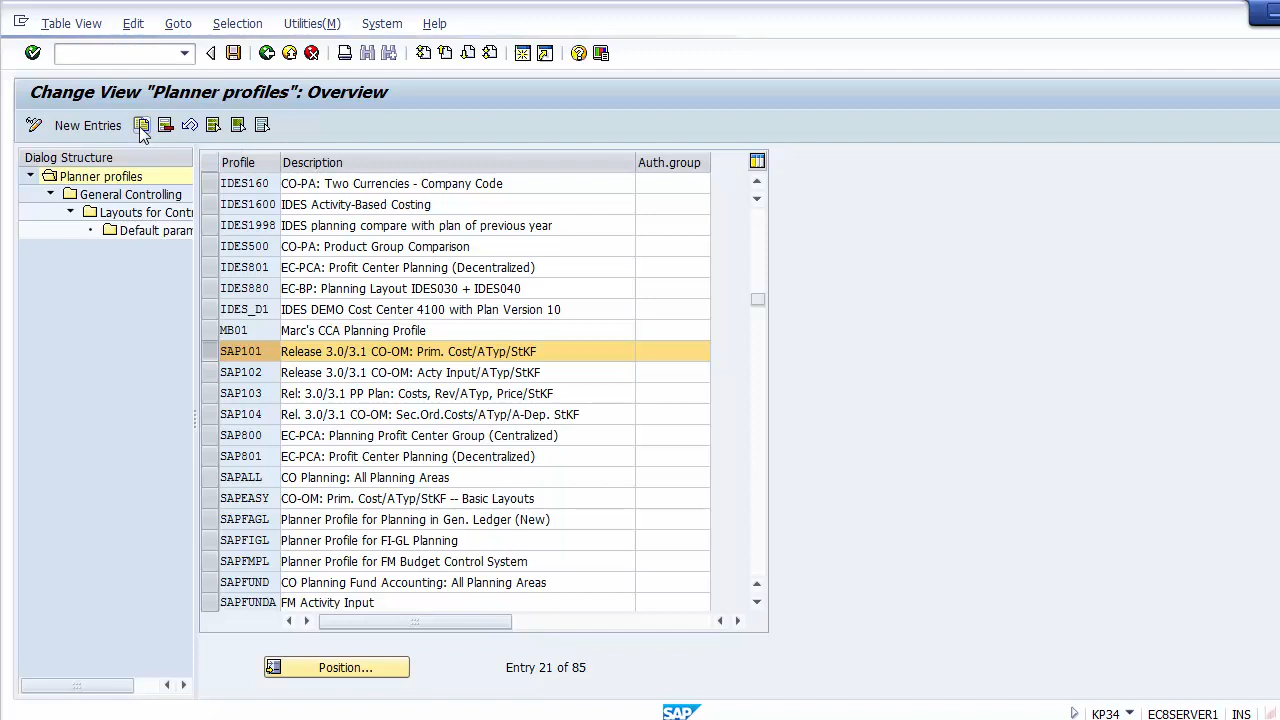 Table View Edit Goto Selection Utilities(M) System Help
Change View "Planner profiles": Overview
New Entries
Dialog Structure
Planner profiles
General Controlling
Layouts for Contr
Default param
Profile Description Auth.group
IDES160 CO-PA: Two Currencies - Company Code
IDES1600 IDES Activity-Based Costing
IDES1998 IDES planning compare with plan of previous year
IDES500 CO-PA: Product Group Comparison
IDES801 EC-PCA: Profit Center Planning (Decentralized)
IDES880 EC-BP: Planning Layout IDES030 + IDES040
IDES_D1 IDES DEMO Cost Center 4100 with Plan Version 10
MB01 Marc's CCA Planning Profile
SAP101 Release 3.0/3.1 CO-OM: Prim. Cost/ATyp/StKF
SAP102 Release 3.0/3.1 CO-OM: Acty Input/ATyp/StKF
SAP103 Rel: 3.0/3.1 PP Plan: Costs, Rev/ATyp, Price/StKF
SAP104 Rel. 3.0/3.1 CO-OM: Sec.Ord.Costs/ATyp/A-Dep. StKF
SAP800 EC-PCA: Planning Profit Center Group (Centralized)
SAP801 EC-PCA: Profit Center Planning (Decentralized)
SAPALL CO Planning: All Planning Areas
SAPEASY CO-OM: Prim. Cost/ATyp/StKF -- Basic Layouts
SAPFAGL Planner Profile for Planning in Gen. Ledger (New)
SAPFIGL Planner Profile for FI-GL Planning
SAPFMPL Planner Profile for FM Budget Control System
SAPFUND CO Planning Fund Accounting: All Planning Areas
SAPFUNDA FM Activity Input
Position... Entry 21 of 85
SAP KP34 EC8SERVER1 INS